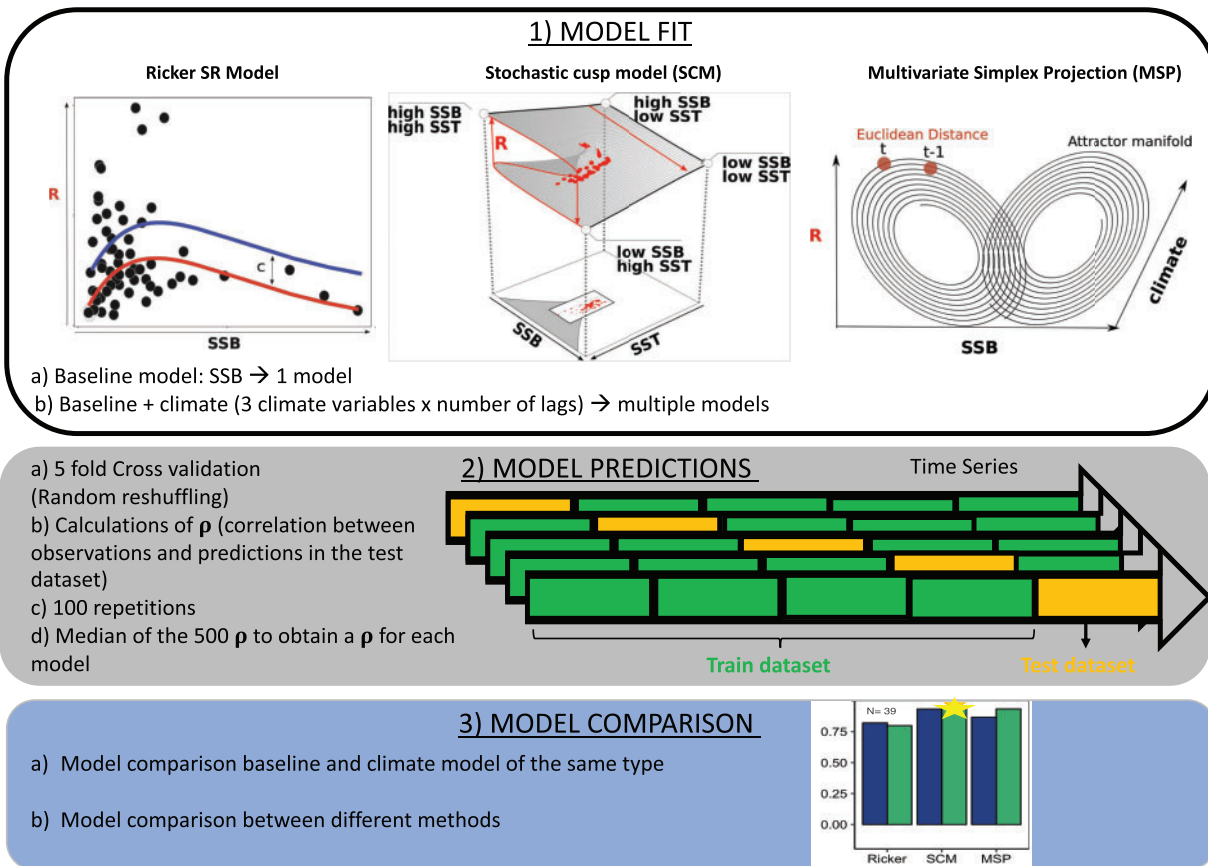 1) MODEL FIT
Ricker SR Model
Stochastic cusp model (SCM)
Multivariate Simplex Projection (MSP)
R
C
SSB
high SSB
high SST
high SSB
low SST
R
low SSB
low SST
low SSB
high SST
SSB
SST
Euclidean Distance
t
t-1
Attractor manifold
R
climate
SSB
a) Baseline model: SSB → 1 model
b) Baseline + climate (3 climate variables x number of lags) → multiple models
2) MODEL PREDICTIONS
a) 5 fold Cross validation
(Random reshuffling)
b) Calculations of ρ (correlation between
observations and predictions in the test
dataset)
c) 100 repetitions
d) Median of the 500 ρ to obtain a ρ for each
model
Time Series
Train dataset
Test dataset
3) MODEL COMPARISON
a) Model comparison baseline and climate model of the same type
b) Model comparison between different methods
N= 39
0.75
0.50
0.25
0.00
Ricker
SCM
MSP